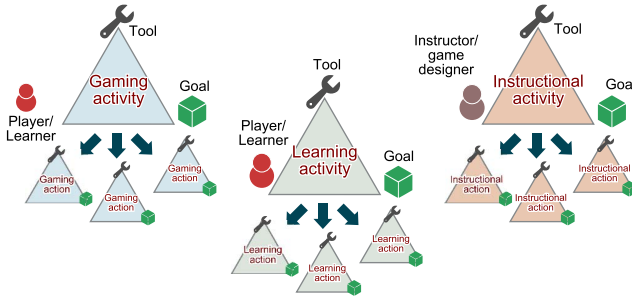 Tool
Gaming
activity
Goal
Player/
Learner
Gaming
action
Gaming
action
Gaming
action
Tool
Player/
Learner
Learning
activity
Goal
Learning
action
Learning
action
Learning
action
Instructor/
game
designer
Tool
Instructional
activity
Goa
Instructional
action
Instructional
action
Instructional
action